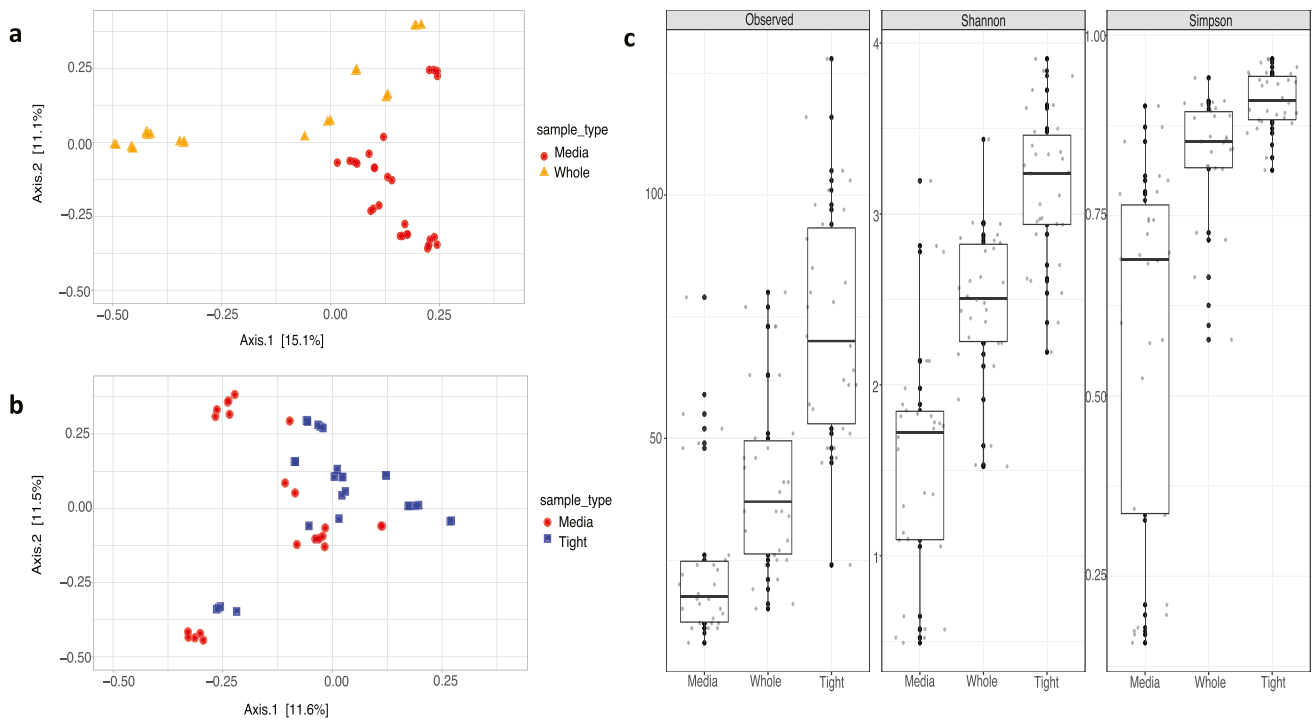 a
0.25
0.00
−0.25
−0.50
Axis.2 [11.1%]
−0.50
−0.25
0.00
0.25
Axis.1 [15.1%]
sample_type
Media
Whole
b
0.25
0.00
−0.25
−0.50
Axis.2 [11.5%]
−0.50
−0.25
0.00
0.25
Axis.1 [11.6%]
sample_type
Media
Tight
c
Observed
100
50
Media Whole Tight
Shannon
4
3
2
1
Media Whole Tight
Simpson
1.00
0.75
0.50
0.25
Media Whole Tight